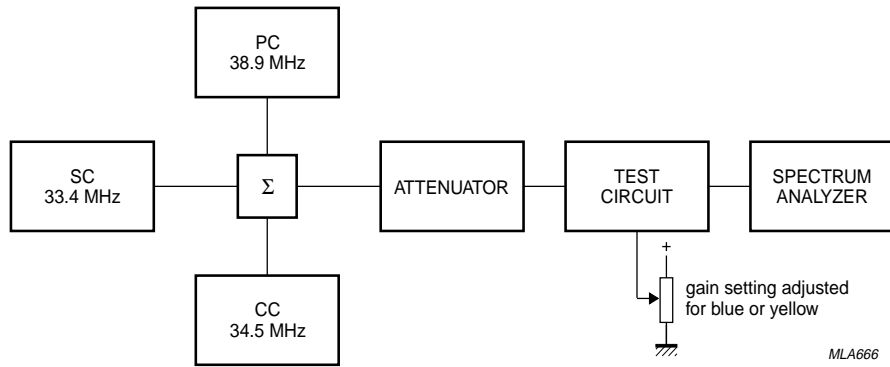 PC
38.9 MHz
SC
33.4 MHz
Σ
ATTENUATOR
TEST
CIRCUIT
SPECTRUM
ANALYZER
CC
34.5 MHz
+
gain setting adjusted
for blue or yellow
MLA666